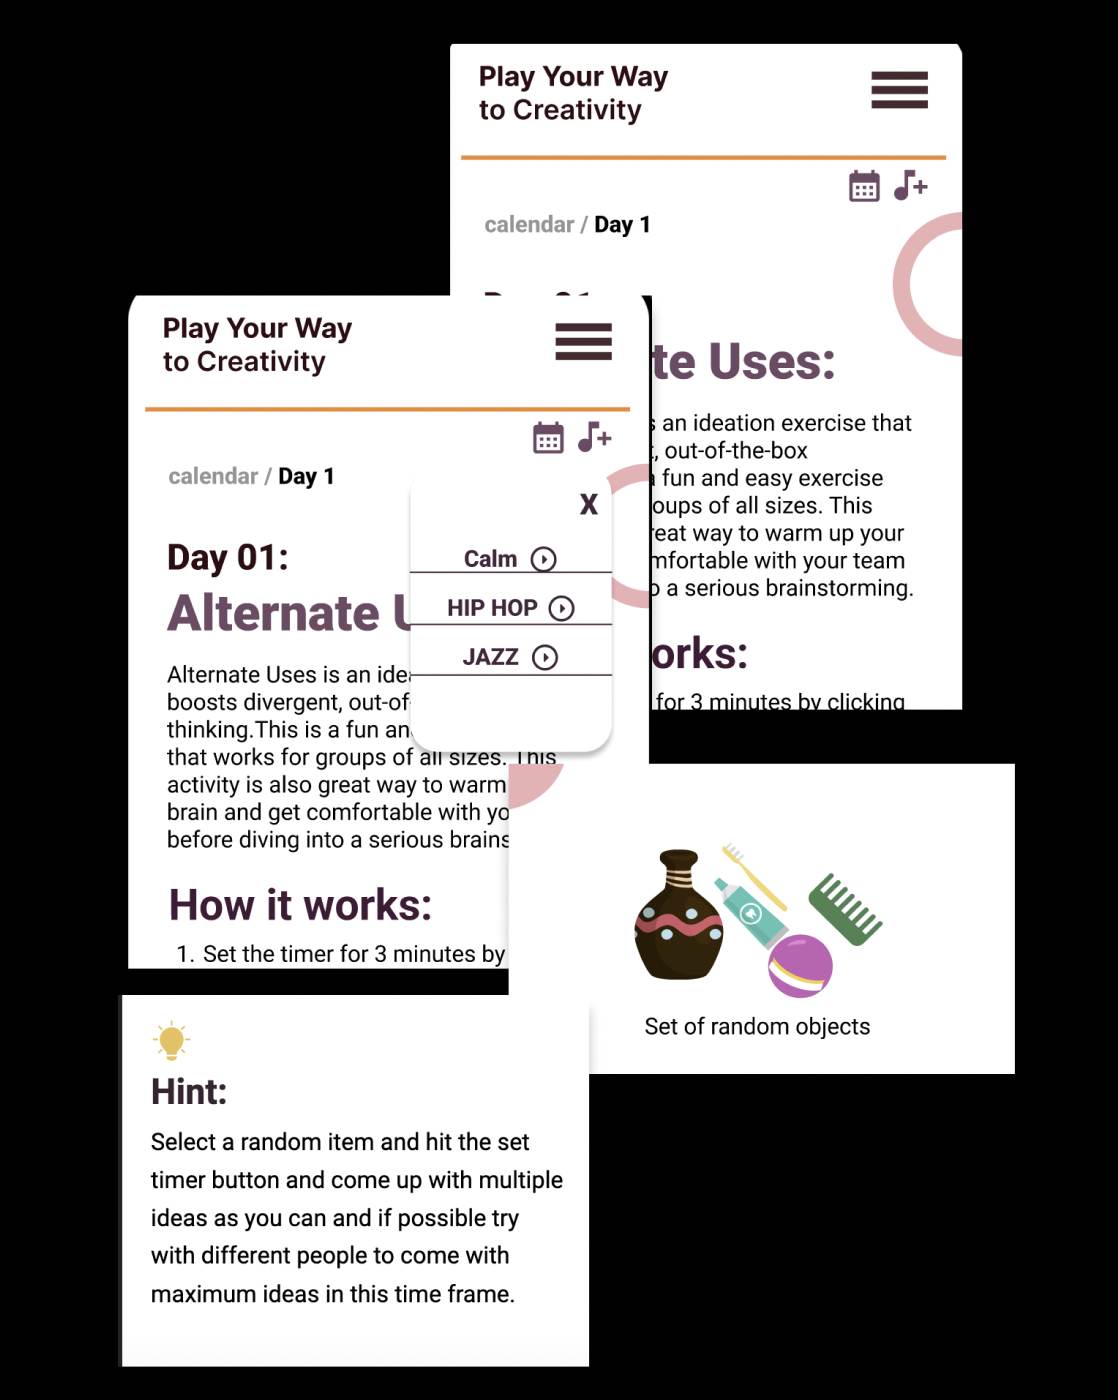 Play Your Way
to Creativity
calendar / Day 1
te Uses:
s an ideation exercise that
, out-of-the-box
a fun and easy exercise
oups of all sizes. This
reat way to warm up your
mfortable with your team
o a serious brainstorming.
orks:
for 3 minutes by clicking
Play Your Way
to Creativity
calendar / Day 1
X
Calm
HIP HOP
JAZZ
Day 01:
Alternate
Alternate Uses is an idea
boosts divergent, out-of-
thinking.This is a fun an
that works for groups of all sizes. This
activity is also great way to warm
brain and get comfortable with yo
before diving into a serious brains
How it works:
1. Set the timer for 3 minutes by
Set of random objects
Hint:
Select a random item and hit the set
timer button and come up with multiple
ideas as you can and if possible try
with different people to come with
maximum ideas in this time frame.